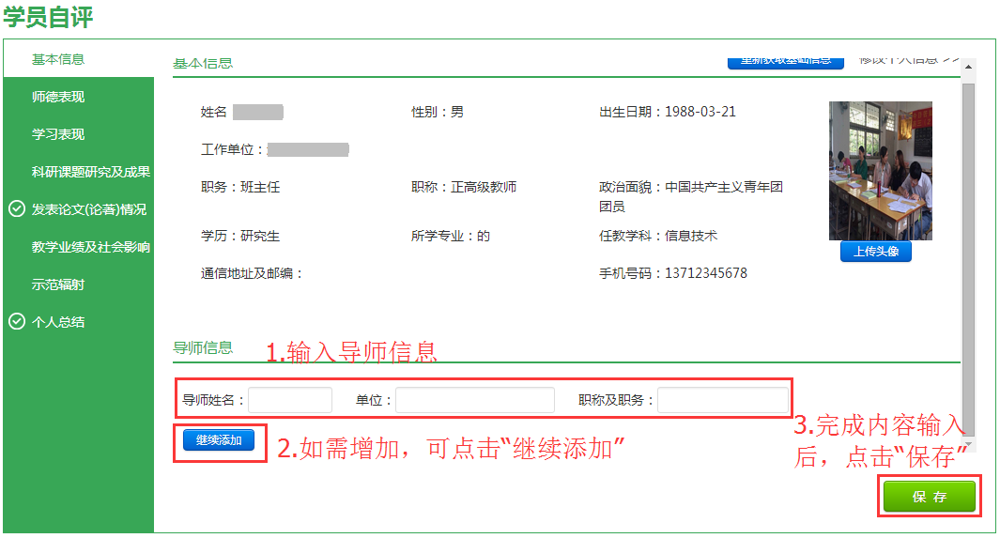 学员自评
基本信息
师德表现
学习表现
科研课题研究及成果
发表论文(论著)情况
教学业绩及社会影响
示范辐射
个人总结
基本信息
重新获取基础信息
修改个人信息 >>
姓名
性别：男
出生日期：1988-03-21
工作单位：
职务：班主任
职称：正高级教师
政治面貌：中国共产主义青年团
团员
学历：研究生
所学专业：的
任教学科：信息技术
上传头像
通信地址及邮编：
手机号码：13712345678
导师信息
1.输入导师信息
导师姓名：
单位：
职称及职务：
继续添加
2.如需增加，可点击“继续添加”
3.完成内容输入
后，点击“保存”
保 存